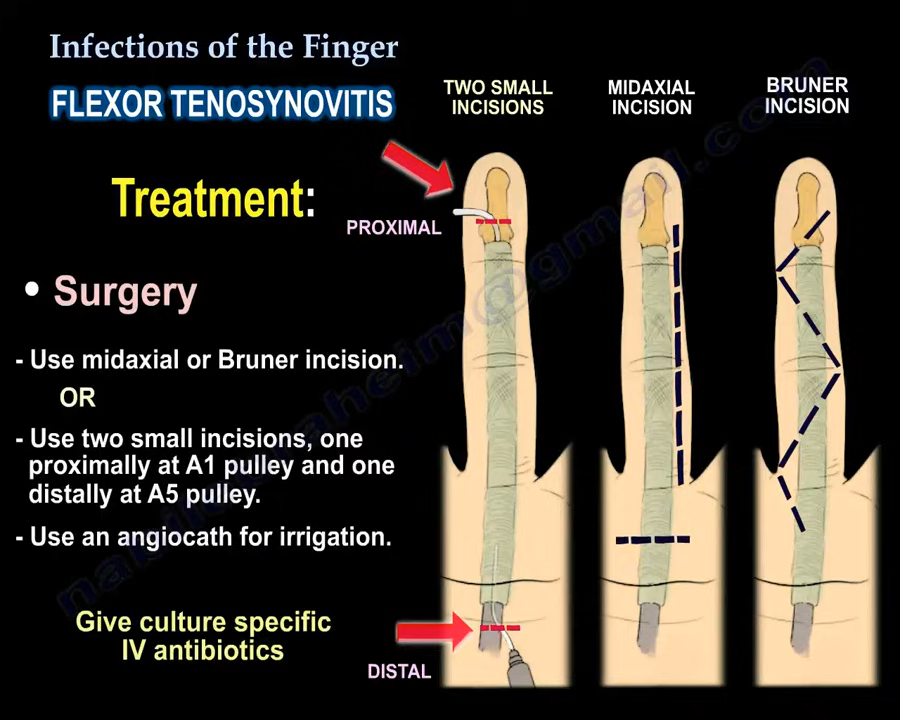 Infections of the Finger
FLEXOR TENOSYNOVITIS
TWO SMALL
INCISIONS
MIDAXIAL
INCISION
BRUNER
INCISION
Treatment:
PROXIMAL
• Surgery
- Use midaxial or Bruner incision.
OR
- Use two small incisions, one
proximally at A1 pulley and one
distally at A5 pulley.
- Use an angiocath for irrigation.
Give culture specific
IV antibiotics
DISTAL